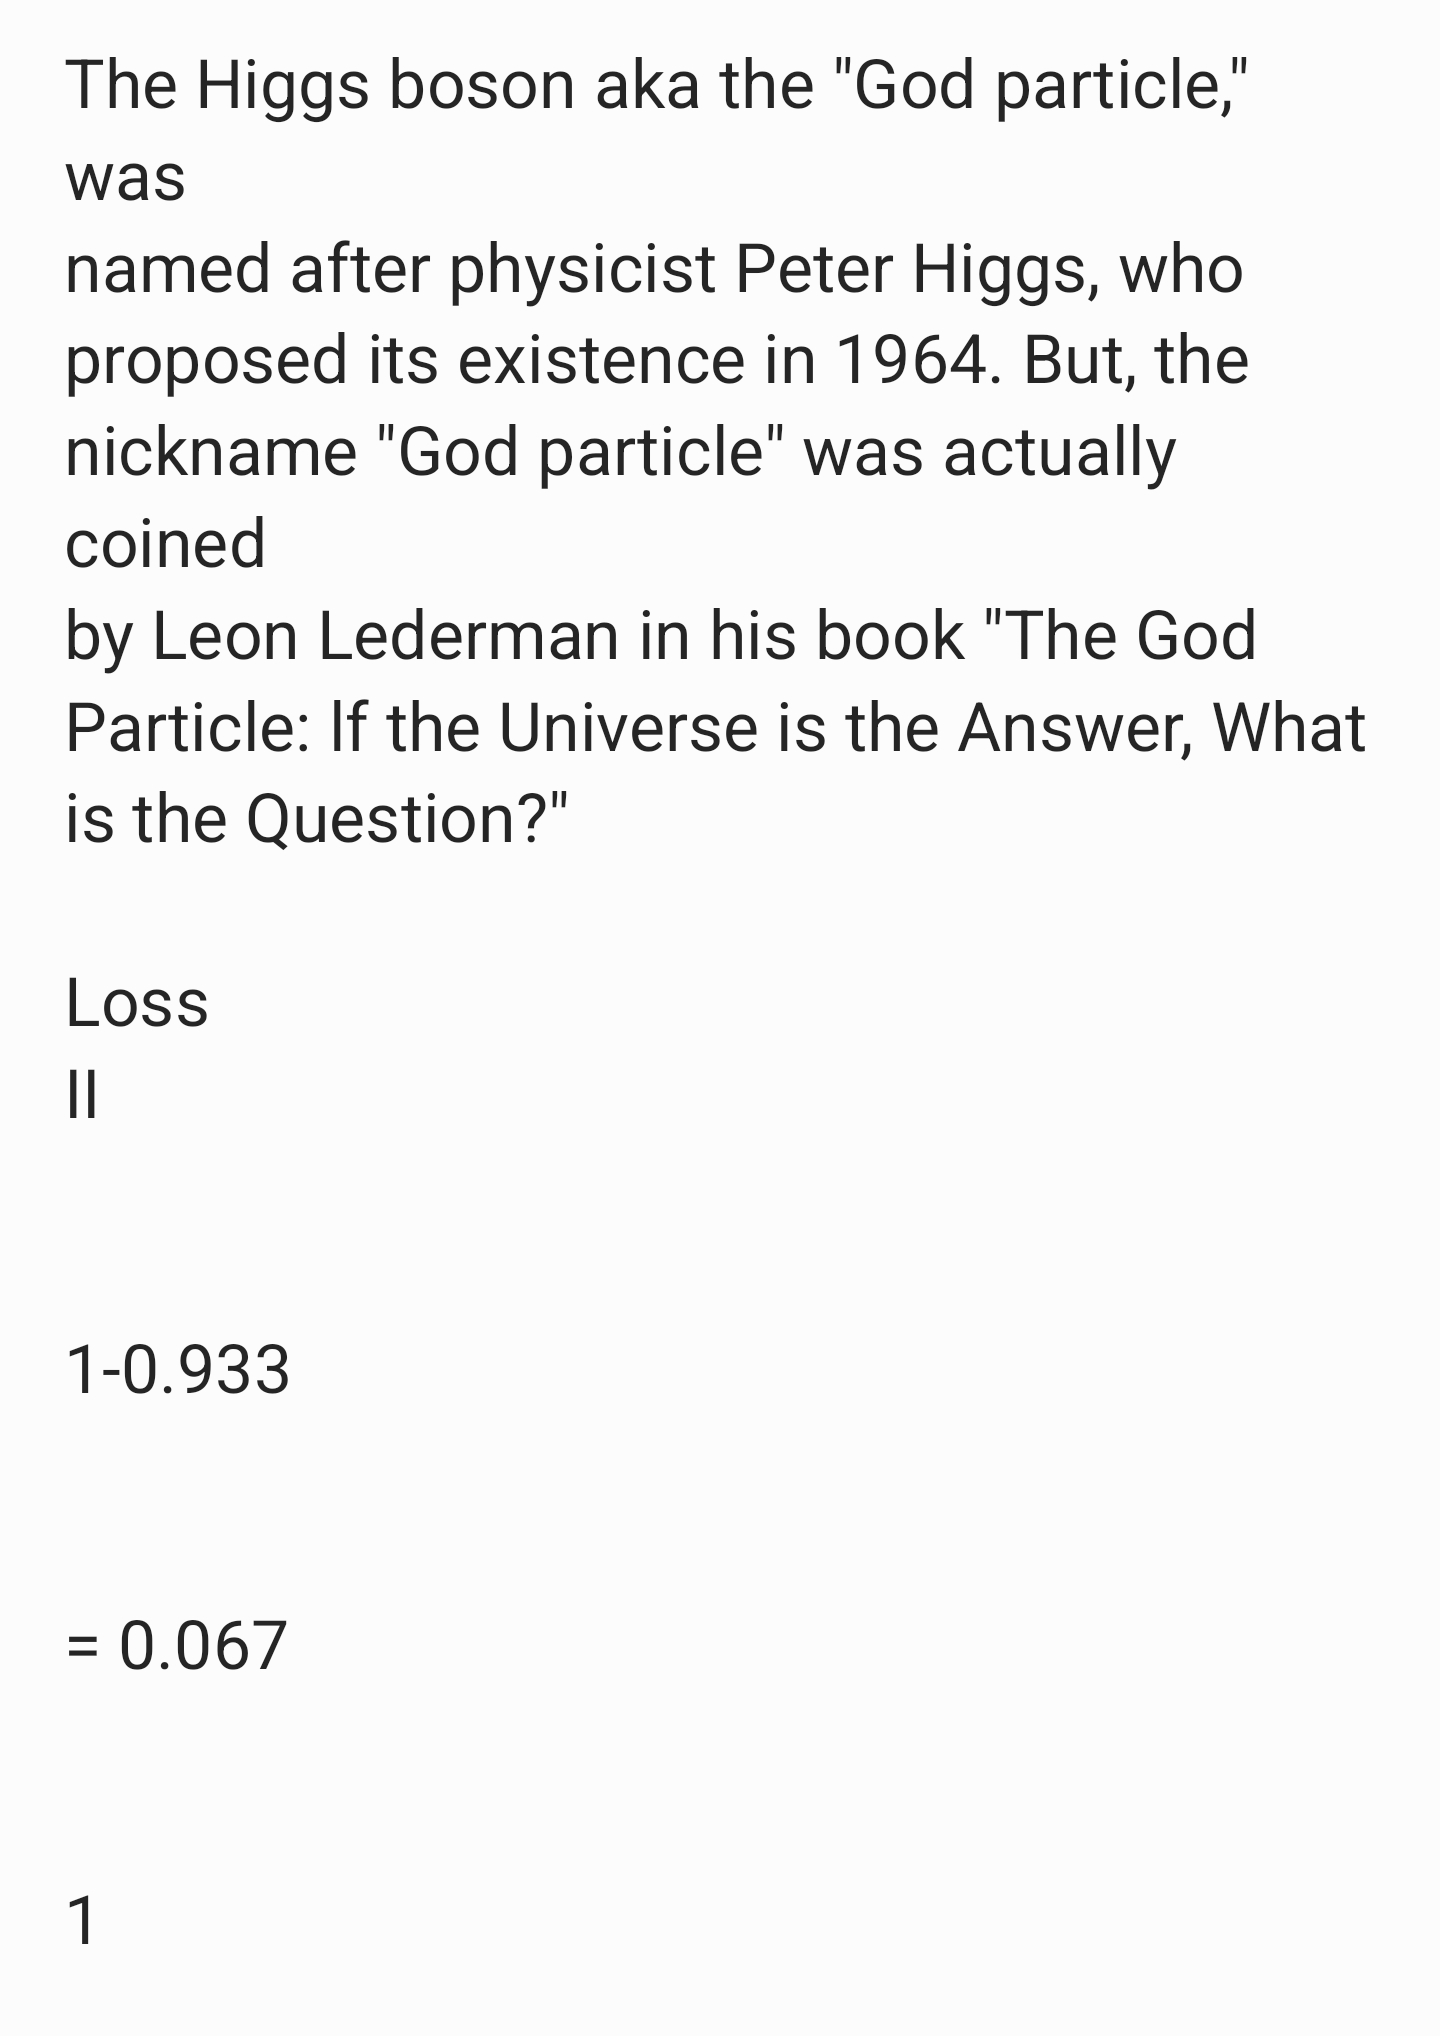 The Higgs boson aka the "God particle,"
was
named after physicist Peter Higgs, who
proposed its existence in 1964. But, the
nickname "God particle" was actually
coined
by Leon Lederman in his book "The God
Particle: If the Universe is the Answer, What
is the Question?"
Loss
II
1-0.933
= 0.067
1